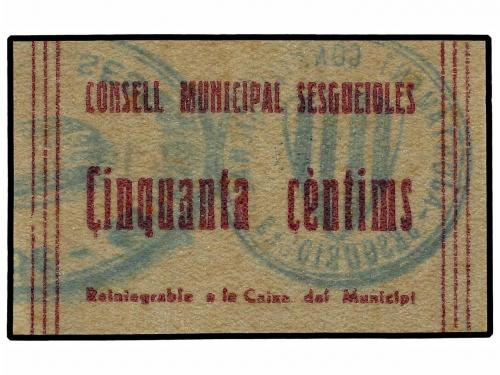 CONSELL MUNICIPAL SESGUEIOLES
Cinquanta cèntims
Reintegrable a la Caixa del Municipi